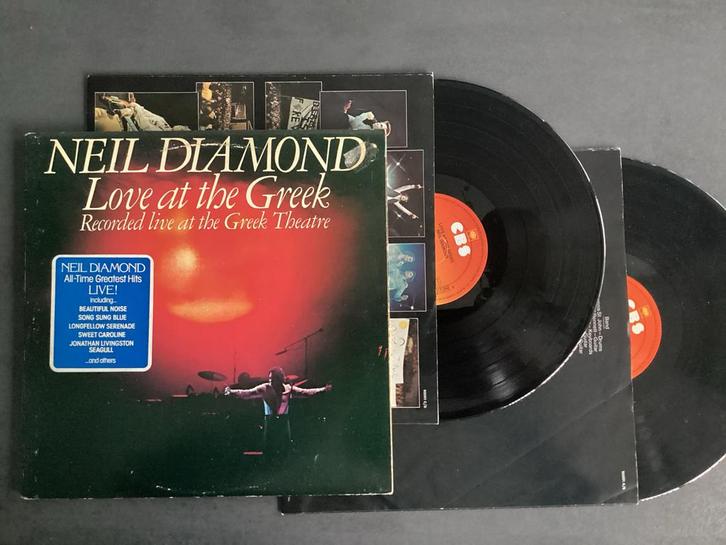 NEIL DIAMOND
Love at the Greek
Recorded live at the Greek Theatre
NEIL DIAMOND
All-Time Greatest Hits
LIVE!
including...
BEAUTIFUL NOISE
SONG SUNG BLUE
LONGFELLOW SERENADE
SWEET CAROLINE
JONATHAN LIVINGSTON
SEAGULL
...and others
CBS
CBS
Band